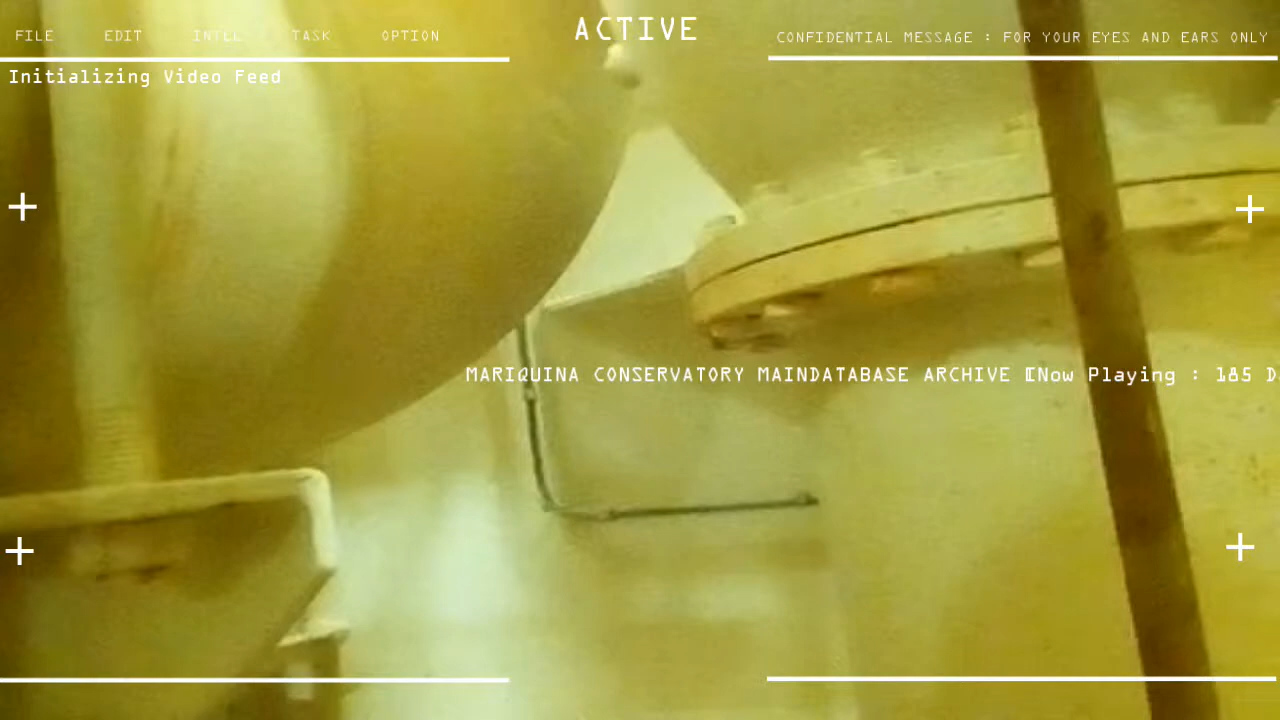 FILE EDIT INTLL TASK OPTION
ACTIVE
CONFIDENTIAL MESSAGE : FOR YOUR EYES AND EARS ONLY
Initializing Video Feed
MARIQUINA CONSERVATORY MAINDATABASE ARCHIVE Now Playing : 185